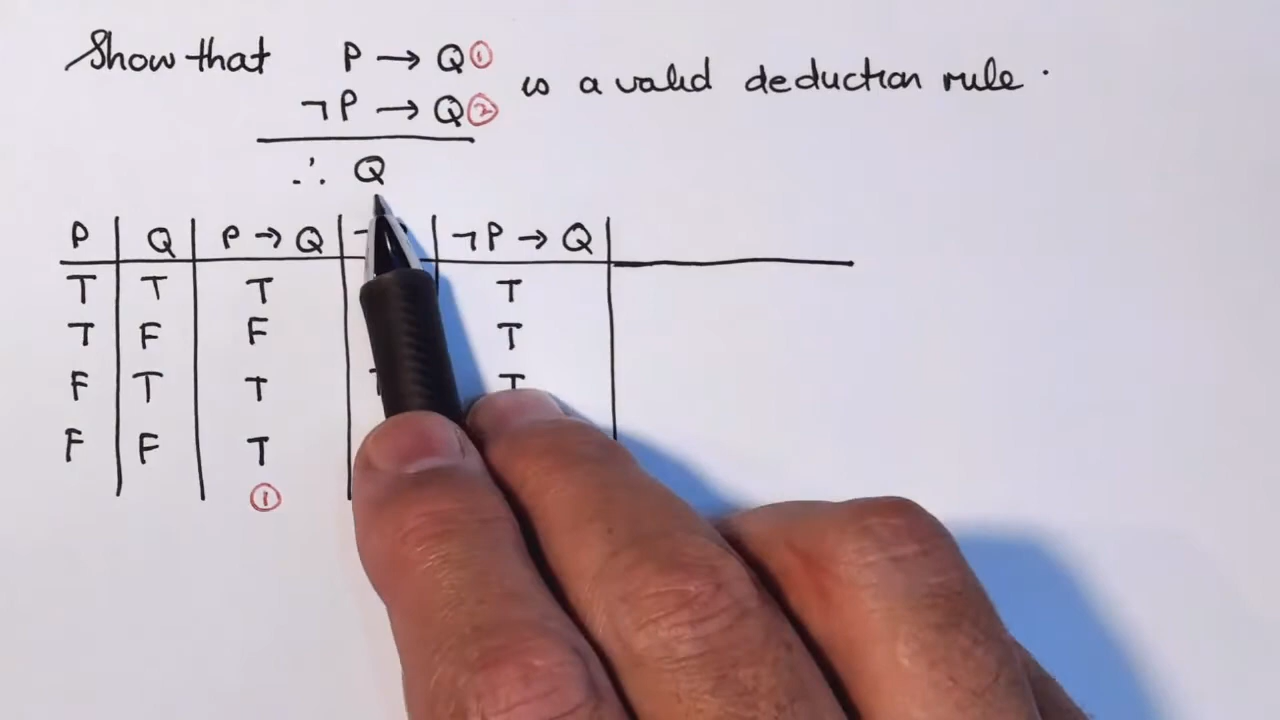 Show that P → Q ① is a valid deduction rule.
¬P → Q ②
∴ Q
P Q P → Q ¬ ¬P → Q
T T T T
T F F T
F T T T
F F T
①